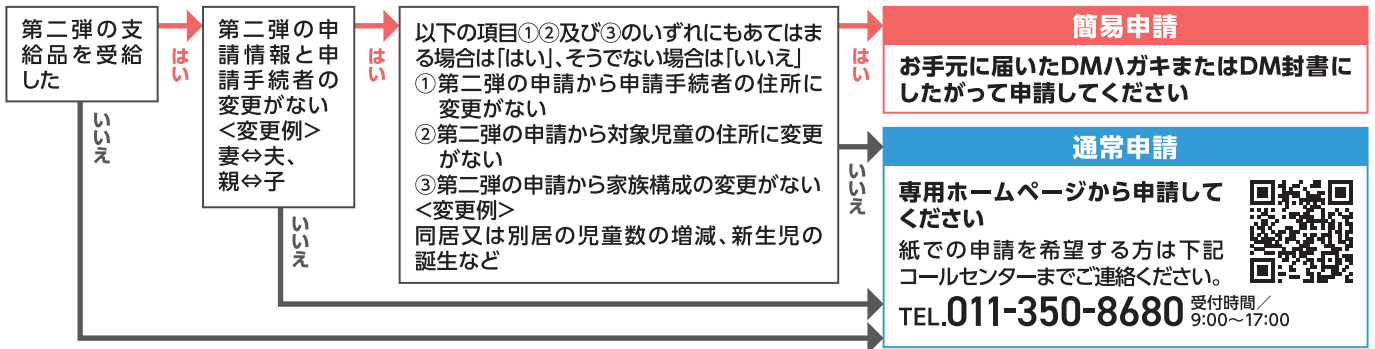 第二弾の支
給品を受給
した
はい
いいえ
第二弾の申
請情報と申
請手続者の
変更がない
<変更例>
妻⇔夫、
親⇔子
はい
いいえ
以下の項目①②及び③のいずれにもあてはま
る場合は「はい」、そうでない場合は「いいえ」
①第二弾の申請から申請手続者の住所に
変更がない
②第二弾の申請から対象児童の住所に変更
がない
③第二弾の申請から家族構成の変更がない
<変更例>
同居又は別居の児童数の増減、新生児の
誕生など
はい
いいえ
簡易申請
お手元に届いたDMハガキまたはDM封書に
したがって申請してください
通常申請
専用ホームページから申請して
ください
紙での申請を希望する方は下記
コールセンターまでご連絡ください。
TEL.011-350-8680 受付時間／
9:00〜17:00